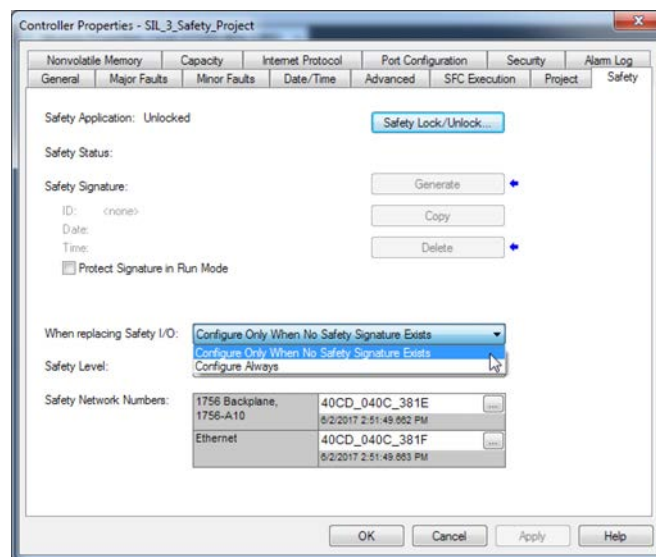 Controller Properties - SIL_3_Safety_Project
Nonvolatile Memory Capacity Internet Protocol Port Configuration Security Alarm Log
General Major Faults Minor Faults Date/Time Advanced SFC Execution Project Safety
Safety Application: Unlocked
Safety Lock/Unlock...
Safety Status:
Safety Signature:
Generate
ID: <none>
Copy
Date:
Time:
Delete
Protect Signature in Run Mode
When replacing Safety I/O: Configure Only When No Safety Signature Exists
Configure Only When No Safety Signature Exists
Safety Level: Configure Always
Safety Network Numbers: 1756 Backplane, 40CD_040C_381E ...
1756-A10 6/2/2017 2:51:49.662 PM
Ethernet 40CD_040C_381F ...
6/2/2017 2:51:49.663 PM
OK Cancel Apply Help